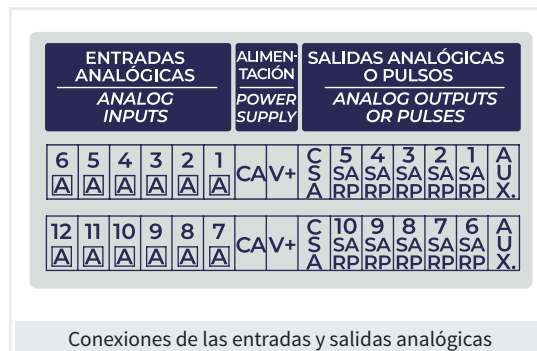 ENTRADAS ANALÓGICAS
ANALOG INPUTS
ALIMEN-TACIÓN
POWER SUPPLY
SALIDAS ANALÓGICAS O PULSOS
ANALOG OUTPUTS OR PULSES
6 5 4 3 2 1 CA V+ CSA 5 4 3 2 1 AUX.
A A A A A A SA SA SA SA SA
RP RP RP RP RP
12 11 10 9 8 7 CA V+ CSA 10 9 8 7 6 AUX.
A A A A A A SA SA SA SA SA
RP RP RP RP RP
Conexiones de las entradas y salidas analógicas